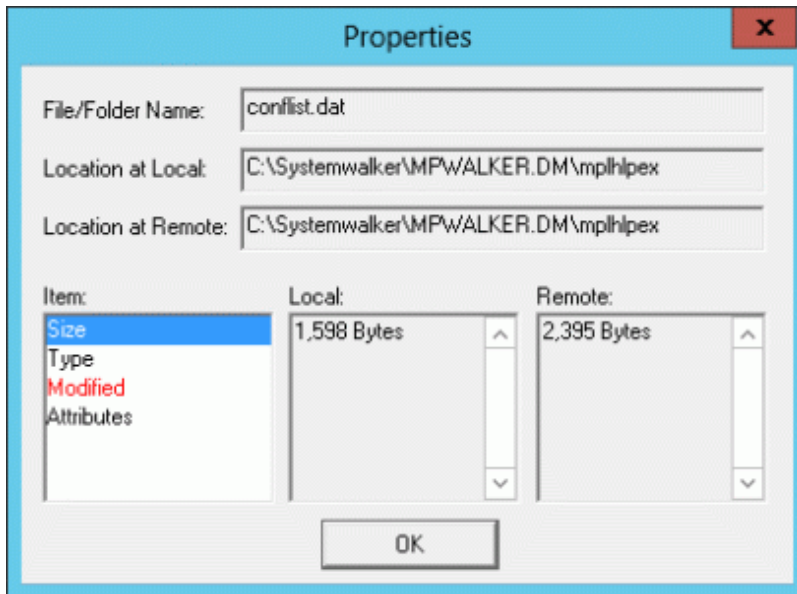 Properties
x
File/Folder Name: conflist.dat
Location at Local: C:\Systemwalker\MPWALKER.DM\mplhlpex
Location at Remote: C:\Systemwalker\MPWALKER.DM\mplhlpex
Item: Local: Remote:
Size 1,598 Bytes 2,395 Bytes
Type
Modified
Attributes
OK